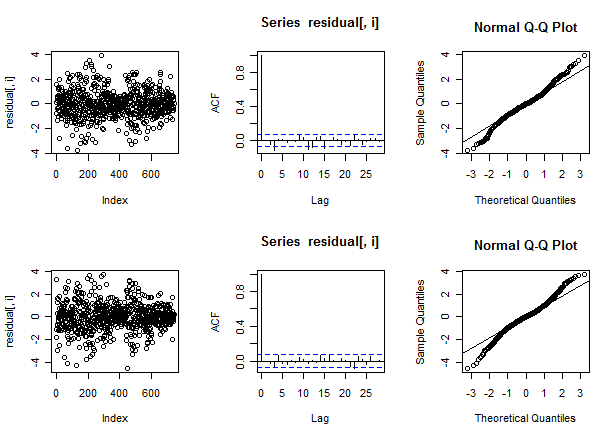 Series residual[, i]
Normal Q-Q Plot
residual[, i]
4
2
0
-2
-4
0 200 400 600
Index
ACF
0.0 0.4 0.8
0 5 10 15 20 25
Lag
Sample Quantiles
4
2
0
-2
-4
-3 -2 -1 0 1 2 3
Theoretical Quantiles
Series residual[, i]
Normal Q-Q Plot
residual[, i]
4
2
0
-2
-4
0 200 400 600
Index
ACF
0.0 0.4 0.8
0 5 10 15 20 25
Lag
Sample Quantiles
4
2
0
-2
-4
-3 -2 -1 0 1 2 3
Theoretical Quantiles